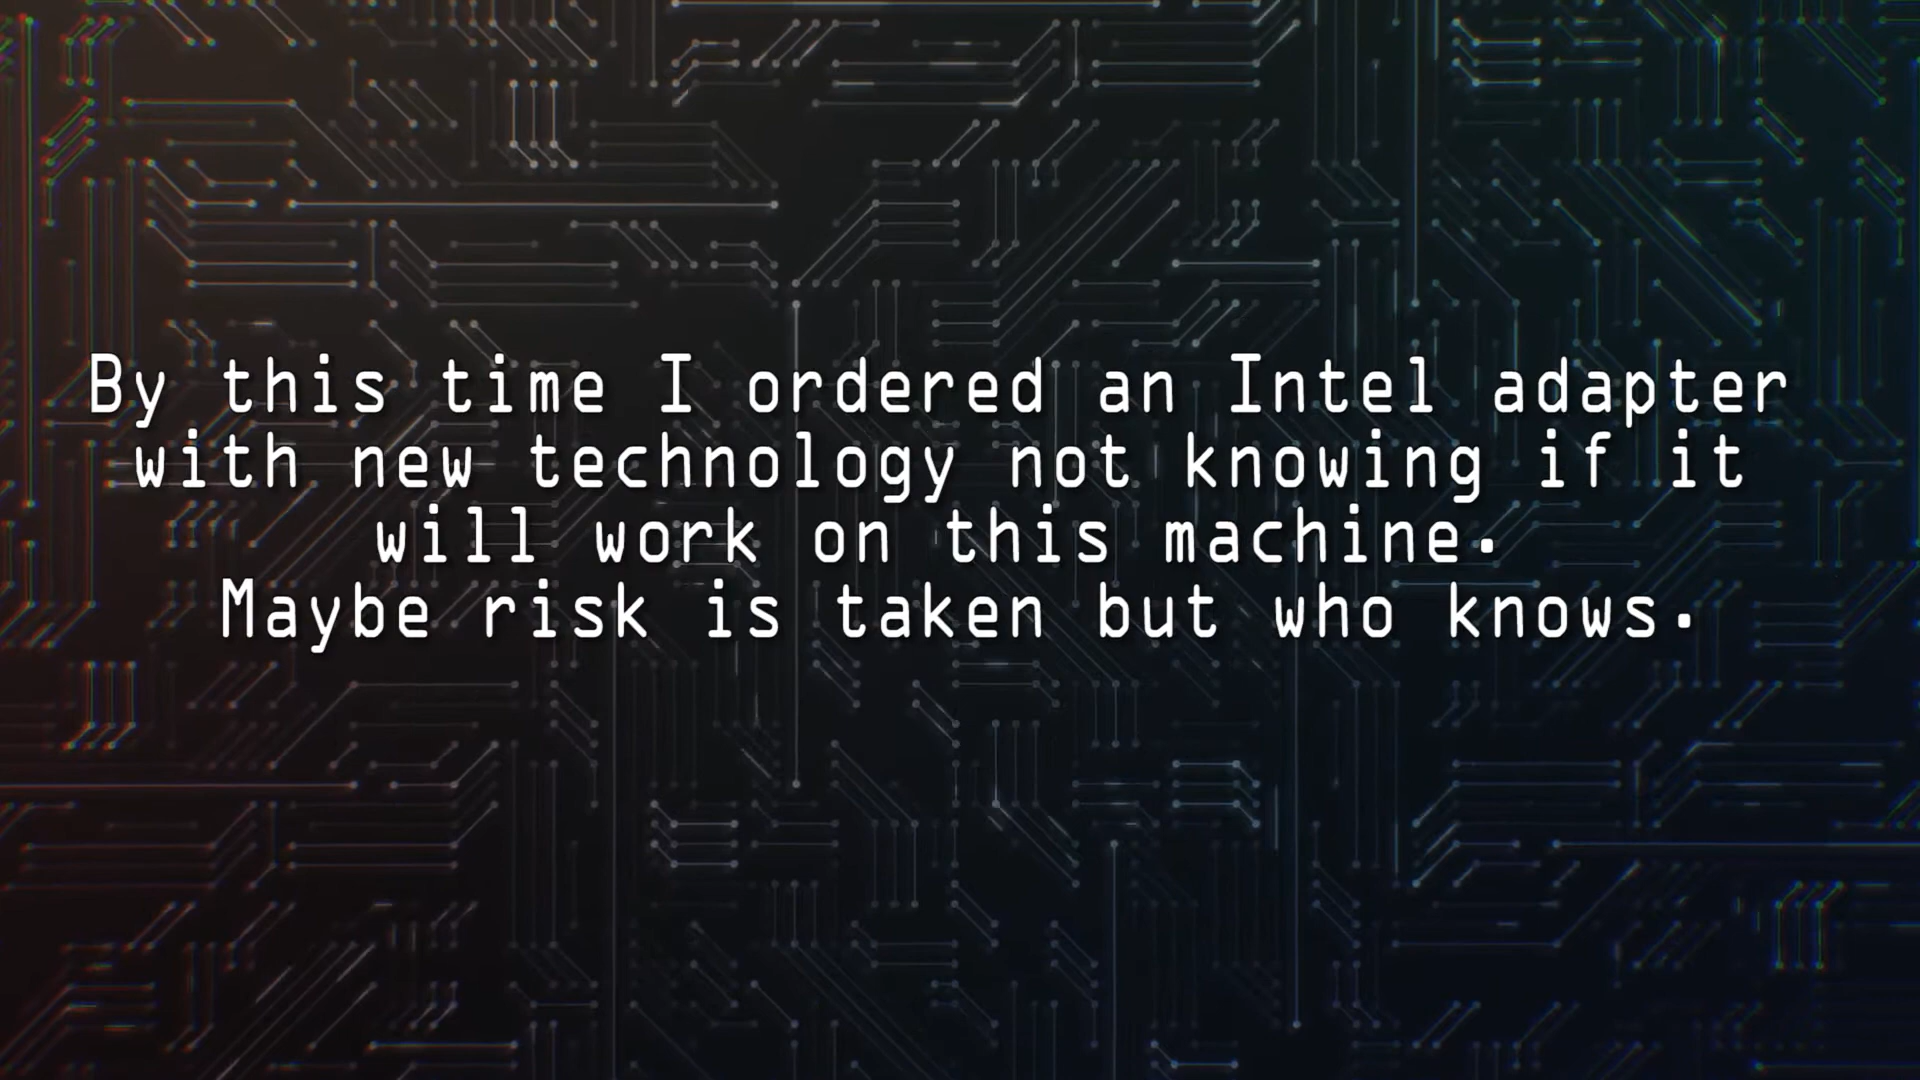 By this time I ordered an Intel adapter
with new technology not knowing if it
will work on this machine.
Maybe risk is taken but who knows.